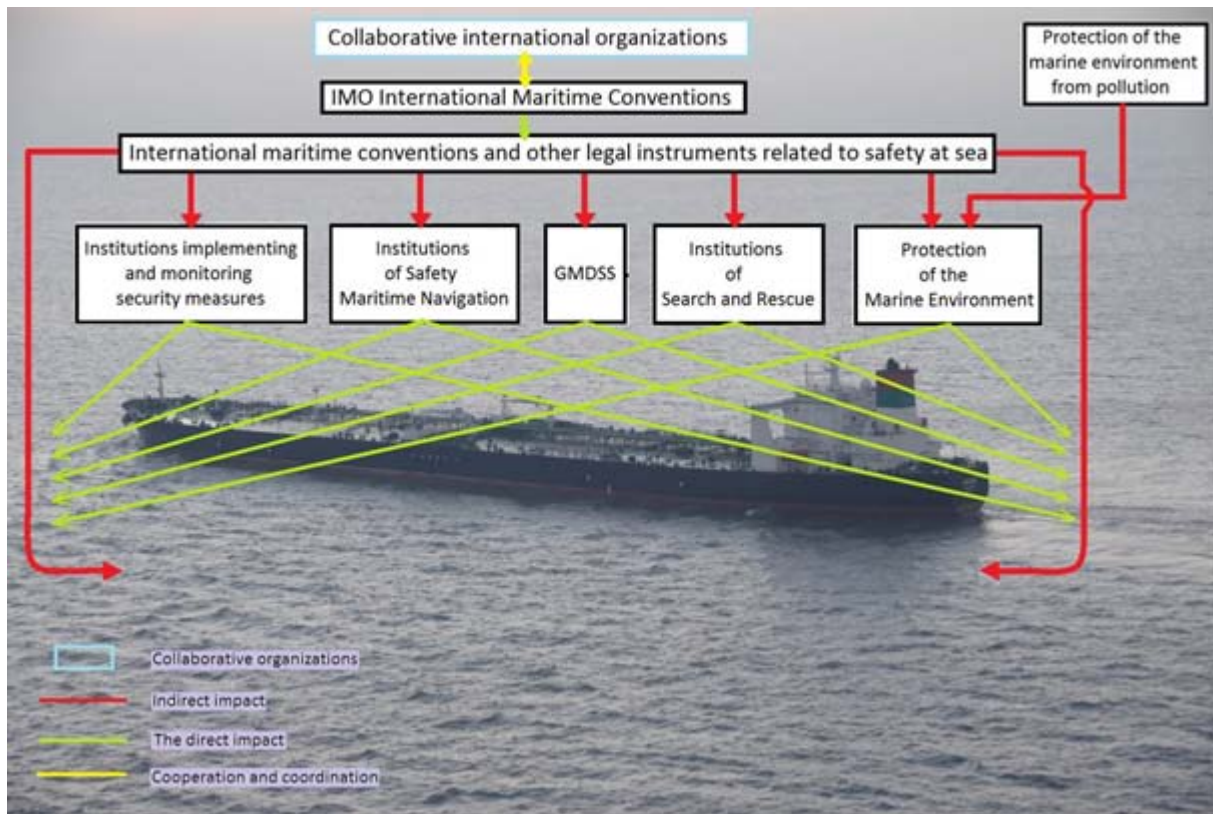 Collaborative international organizations
Protection of the
marine environment
from pollution
IMO International Maritime Conventions
International maritime conventions and other legal instruments related to safety at sea
Institutions implementing
and monitoring
security measures
Institutions
of Safety
Maritime Navigation
GMDSS
Institutions
of
Search and Rescue
Protection
of the
Marine Environment
Collaborative organizations
Indirect impact
The direct impact
Cooperation and coordination